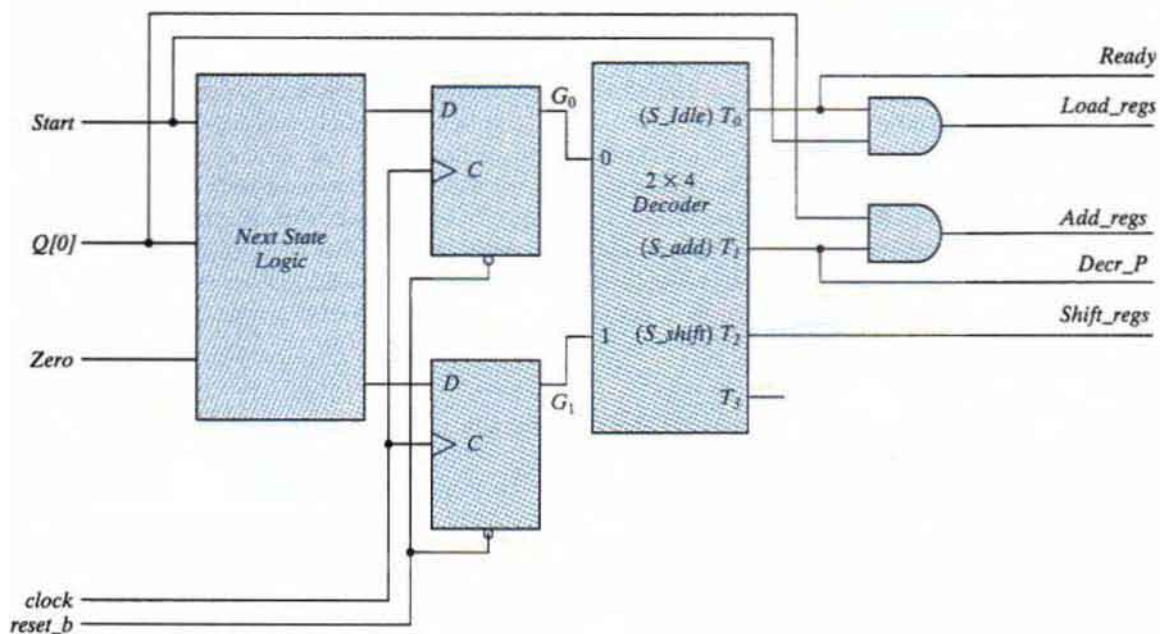 Start
Q[0]
Zero
clock
reset_b
Next State
Logic
D
C
G₀
D
C
G₁
0
1
(S_Idle) T₀
2 × 4
Decoder
(S_add) T₁
(S_shift) T₂
T₃
Ready
Load_regs
Add_regs
Decr_P
Shift_regs